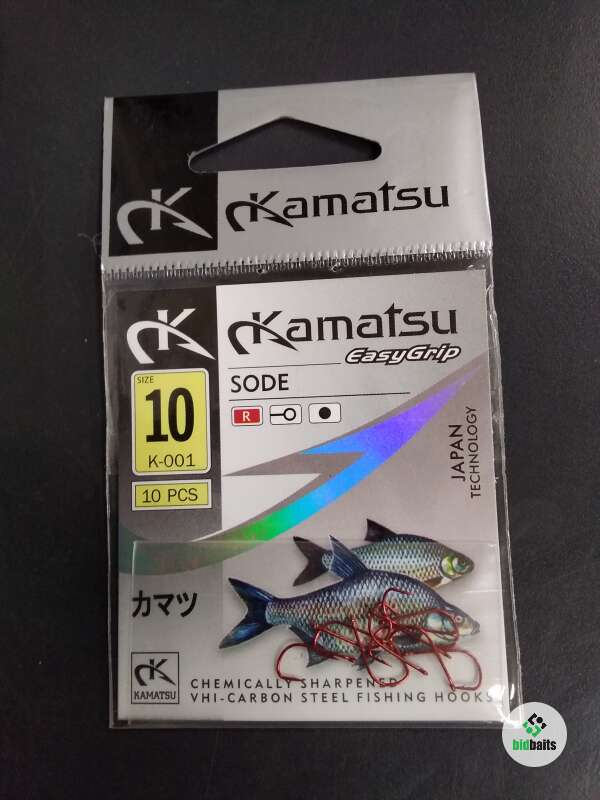 Kamatsu
Kamatsu
EasyGrip
SODE
SIZE
10
K-001
R
10 PCS
JAPAN
TECHNOLOGY
カマツ
KAMATSU
CHEMICALLY SHARPENED
VHI-CARBON STEEL FISHING HOOKS
bidbaits